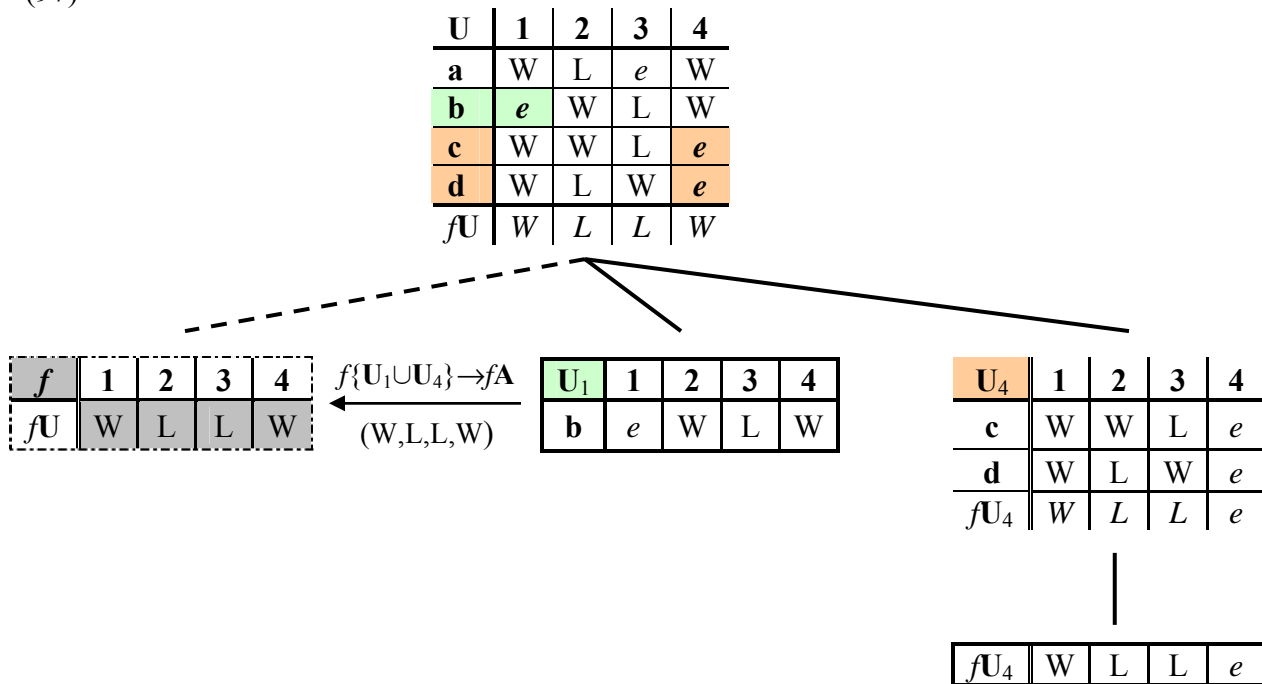 U 1 2 3 4
a W L e W
b e W L W
c W W L e
d W L W e
fU W L L W
f 1 2 3 4
fU W L L W
f{U₁∪U₄}→fA
(W,L,L,W)
U₁ 1 2 3 4
b e W L W
U₄ 1 2 3 4
c W W L e
d W L W e
fU₄ W L L e
fU₄ W L L e